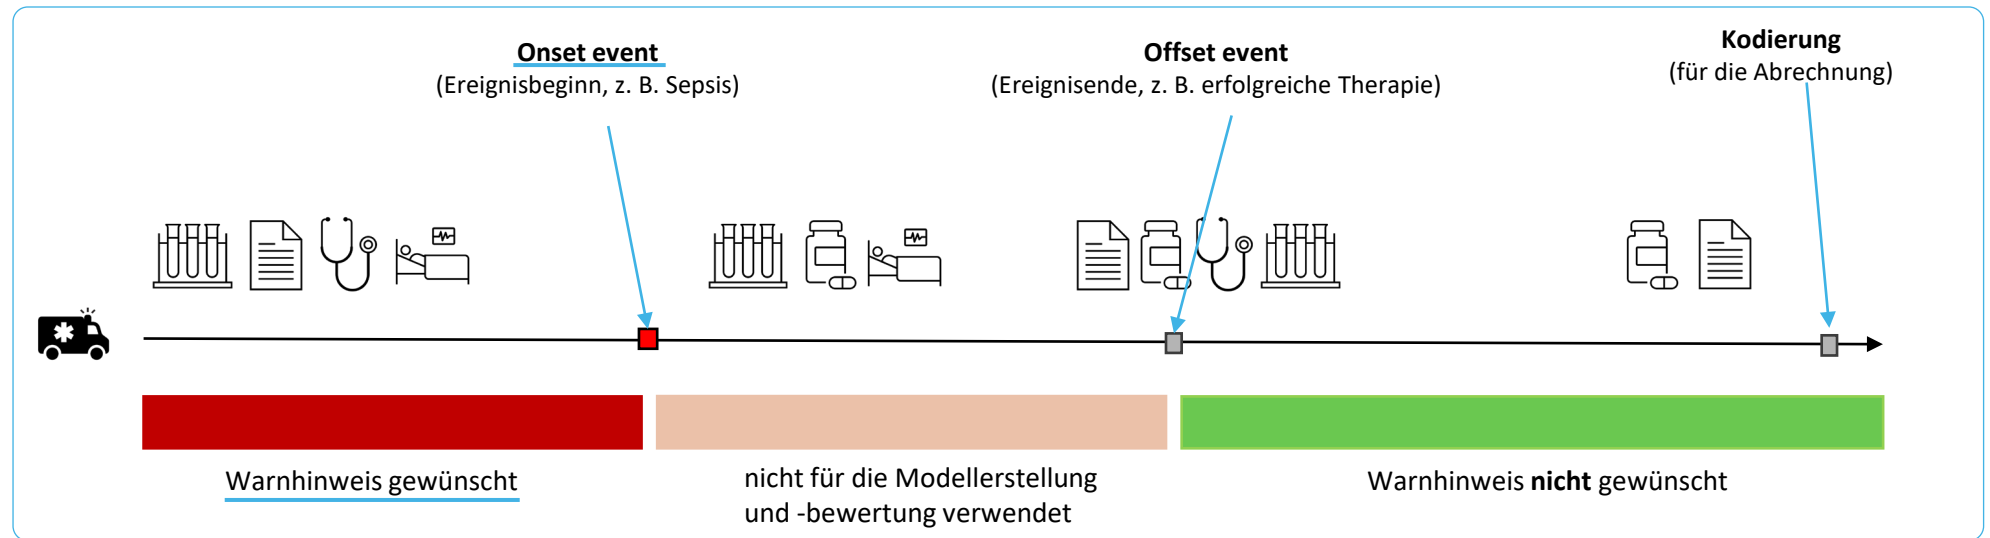 Onset event
(Ereignisbeginn, z. B. Sepsis)
Offset event
(Ereignisende, z. B. erfolgreiche Therapie)
Kodierung
(für die Abrechnung)
Warnhinweis gewünscht
nicht für die Modellerstellung
und -bewertung verwendet
Warnhinweis nicht gewünscht